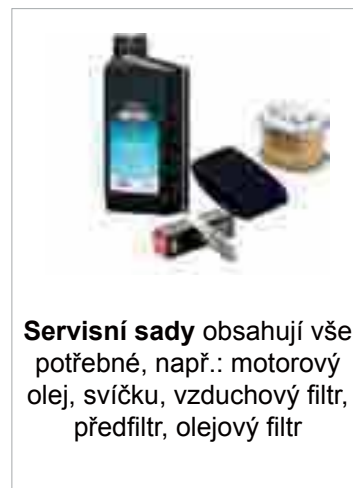 Servisní sady obsahují vše
potřebné, např.: motorový
olej, svíčku, vzduchový filtr,
předfiltr, olejový filtr